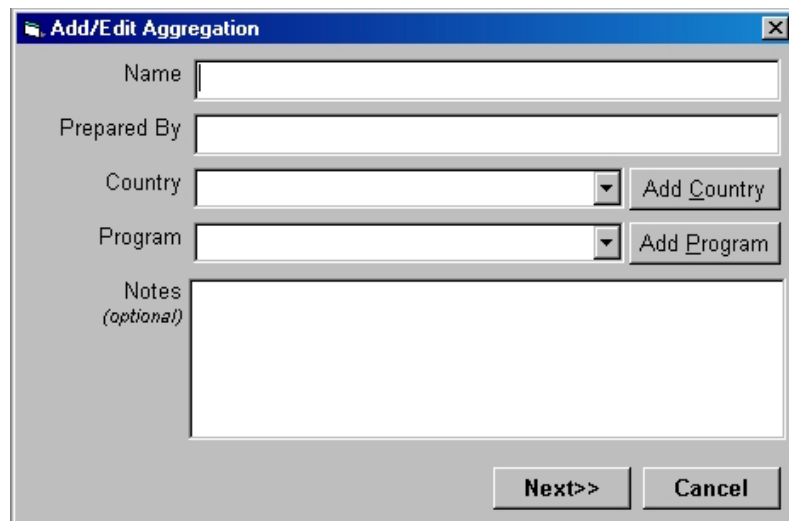 Add/Edit Aggregation
Name
Prepared By
Country
Add Country
Program
Add Program
Notes
(optional)
Next>>
Cancel